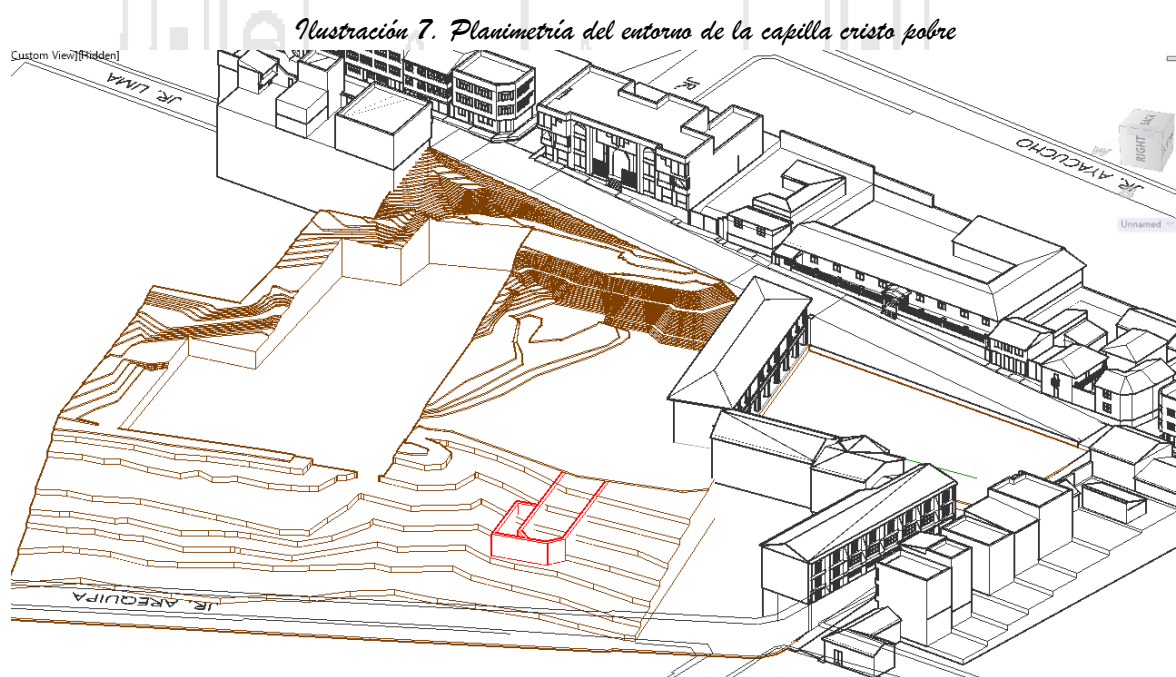 Ilustración 7. Planimetría del entorno de la capilla cristo pobre
Custom View][Hidden]
JR. LIMA
JR.
JR. AYACUCHO
RIGHT
BACK
Unnamed
JR. AREQUIPA